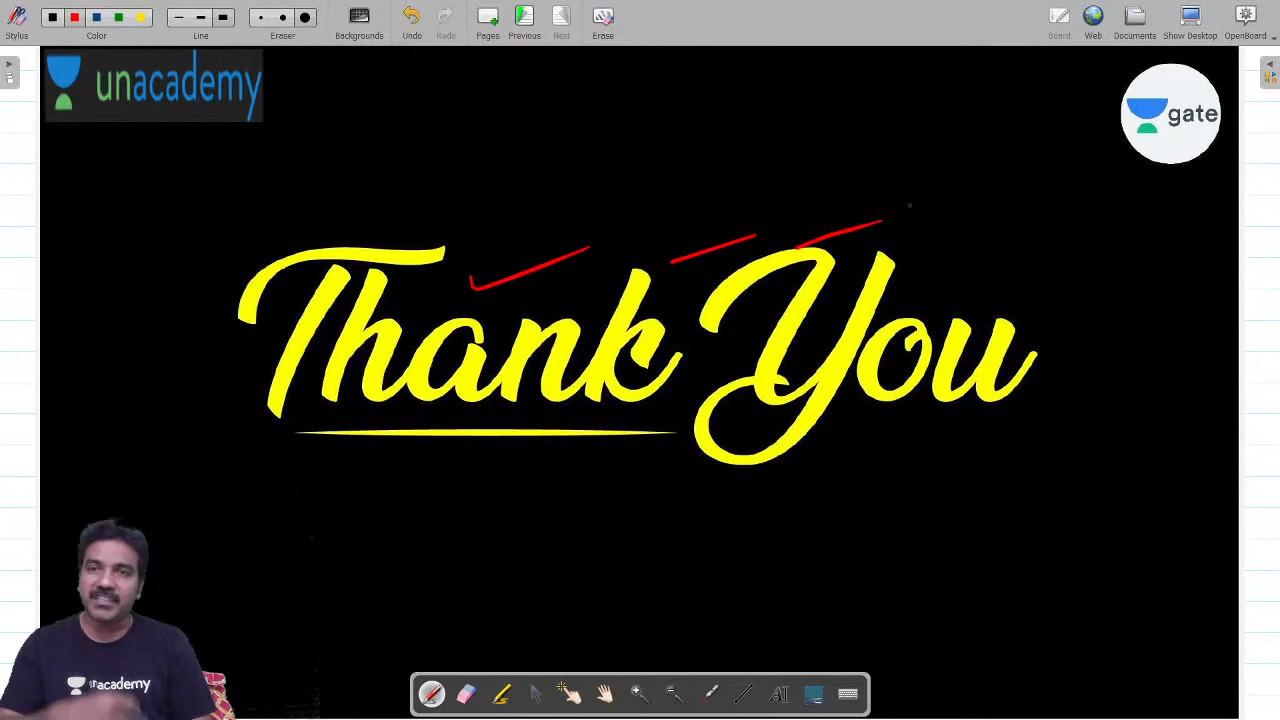 Stylus Color Line Eraser Backgrounds Undo Redo Pages Previous Next Erase Board Web Documents Show Desktop OpenBoard
unacademy
gate
Thank You
unacademy
AI